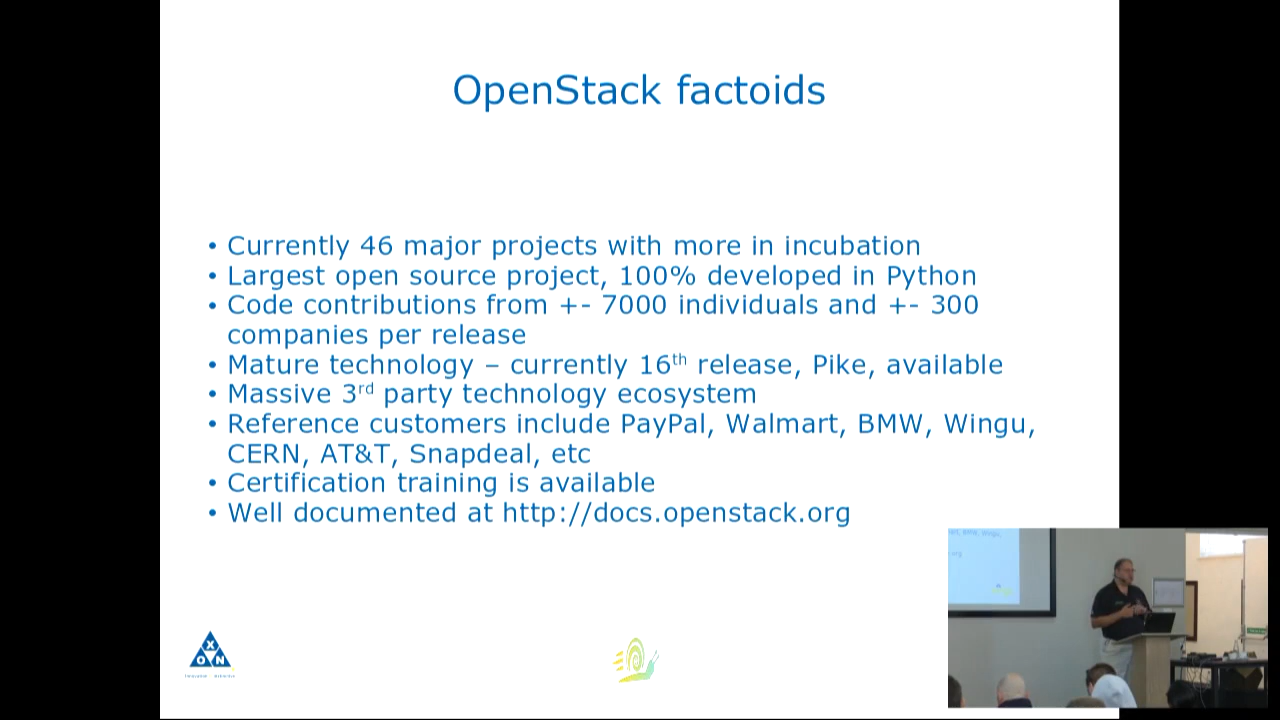 OpenStack factoids
• Currently 46 major projects with more in incubation
• Largest open source project, 100% developed in Python
• Code contributions from +- 7000 individuals and +- 300
companies per release
• Mature technology – currently 16th release, Pike, available
• Massive 3rd party technology ecosystem
• Reference customers include PayPal, Walmart, BMW, Wingu,
CERN, AT&T, Snapdeal, etc
• Certification training is available
• Well documented at http://docs.openstack.org
X
O N